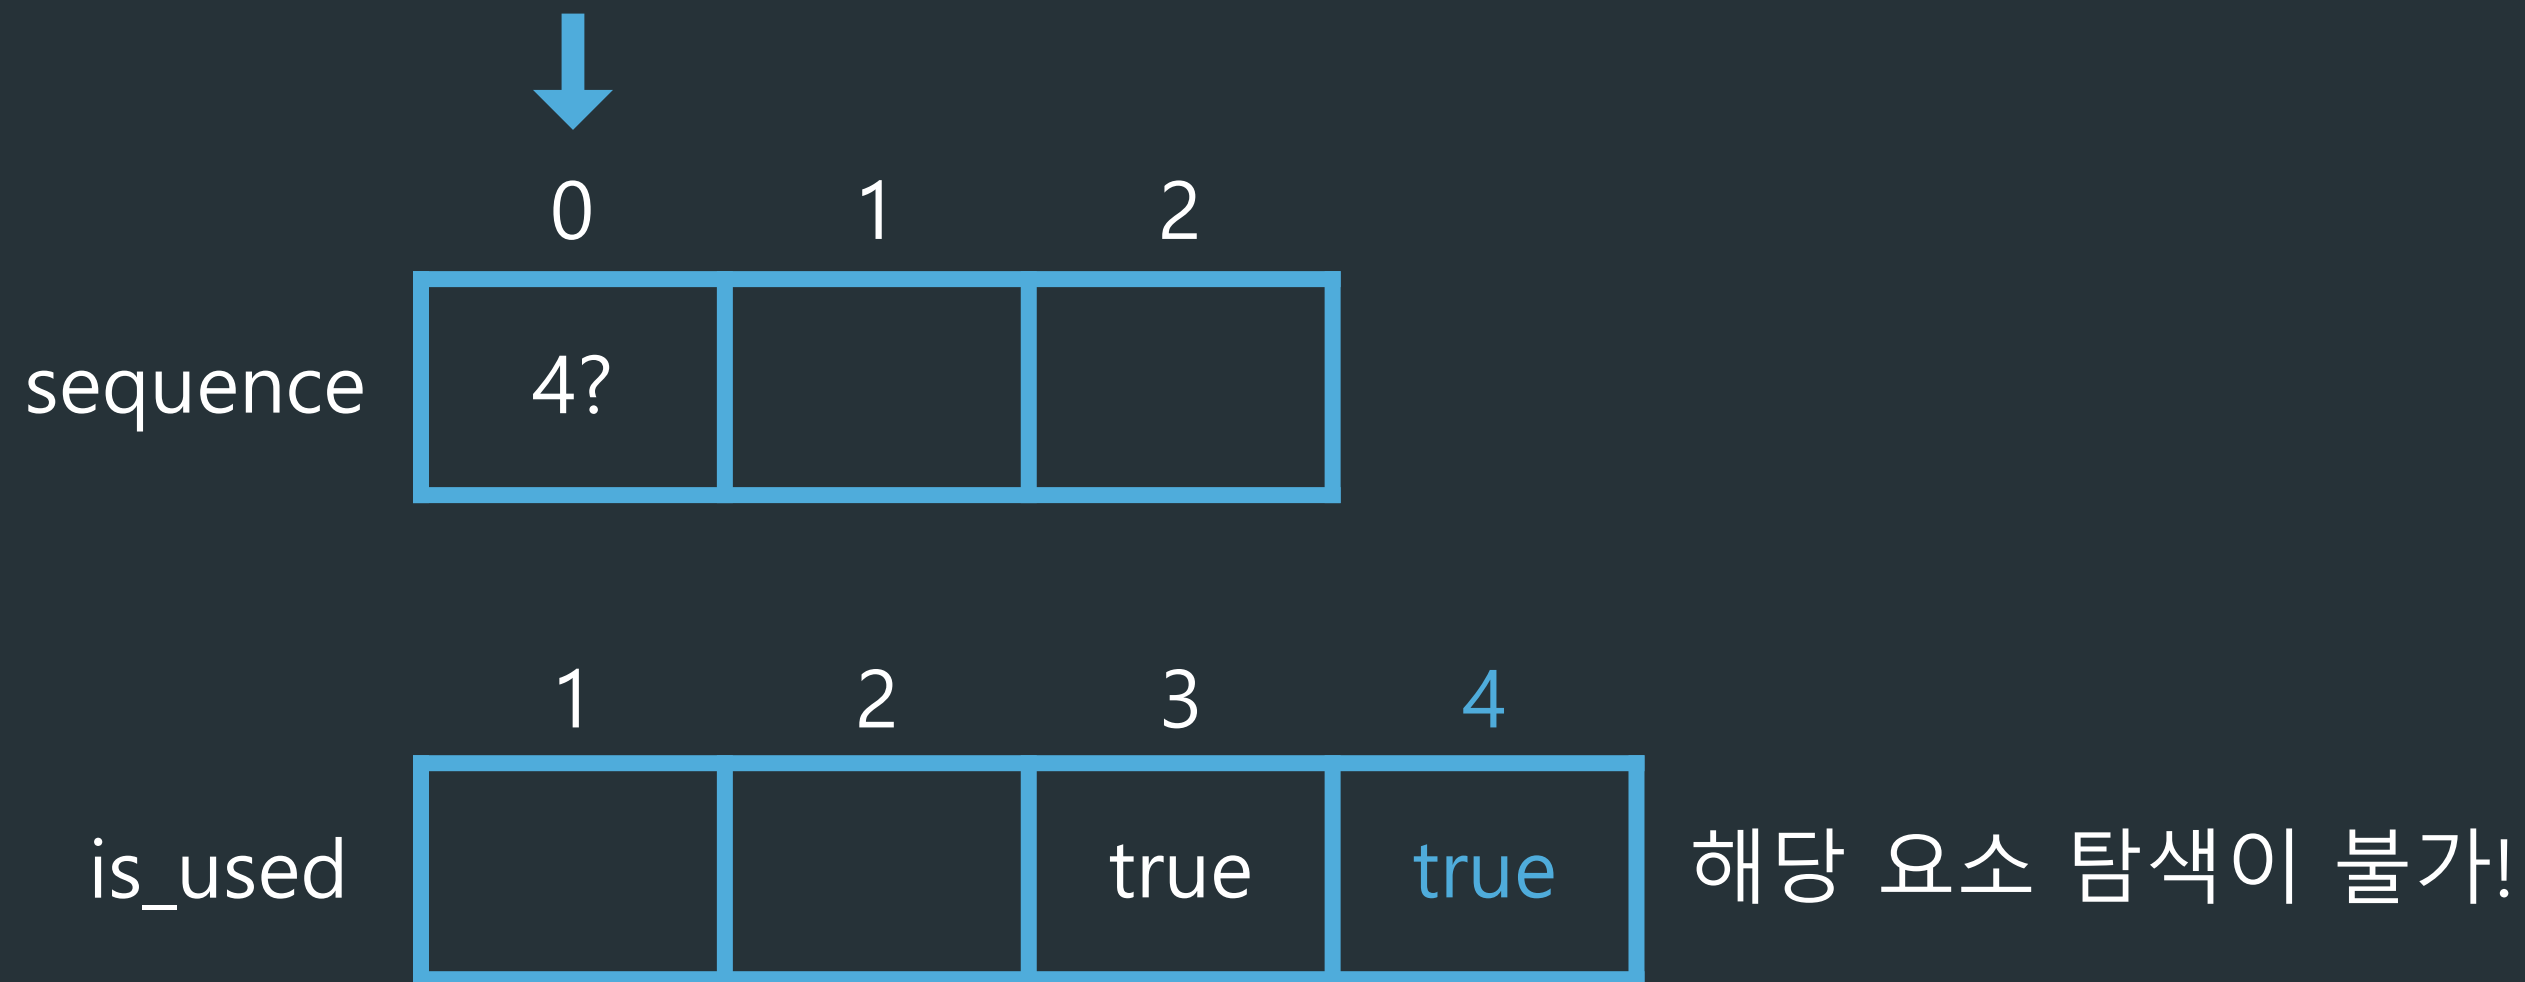 0 1 2
sequence 4?
1 2 3 4
is_used true true 해당 요소 탐색이 불가!